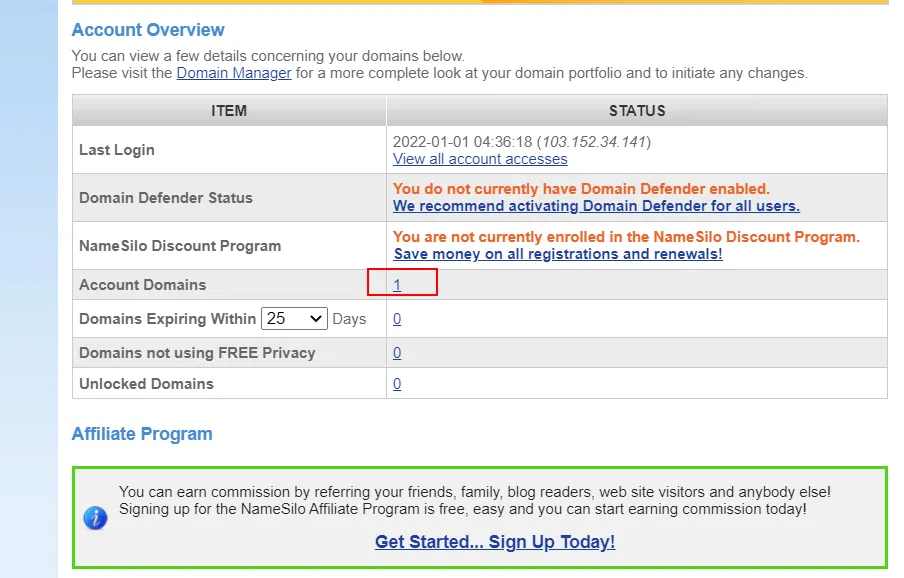 Account Overview
You can view a few details concerning your domains below.
Please visit the Domain Manager for a more complete look at your domain portfolio and to initiate any changes.
ITEM STATUS
Last Login 2022-01-01 04:36:18 (103.152.34.141)
View all account accesses
Domain Defender Status You do not currently have Domain Defender enabled.
We recommend activating Domain Defender for all users.
NameSilo Discount Program You are not currently enrolled in the NameSilo Discount Program.
Save money on all registrations and renewals!
Account Domains 1
Domains Expiring Within 25 Days 0
Domains not using FREE Privacy 0
Unlocked Domains 0
Affiliate Program
You can earn commission by referring your friends, family, blog readers, web site visitors and anybody else!
Signing up for the NameSilo Affiliate Program is free, easy and you can start earning commission today!
Get Started... Sign Up Today!